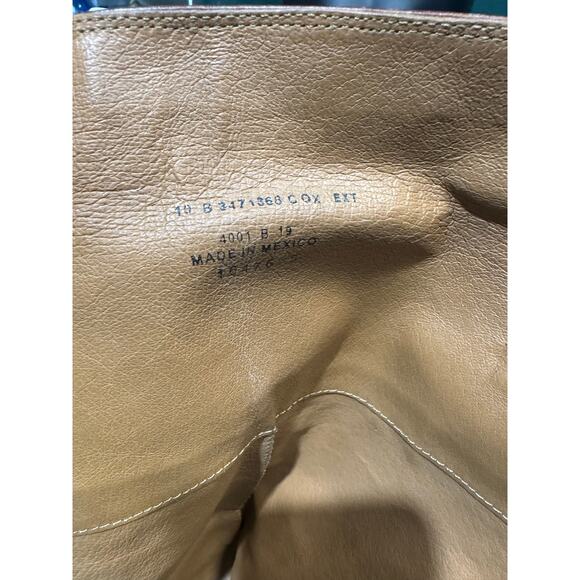 10 B 3471368 COX EXT
4001 B 19
MADE IN MEXICO